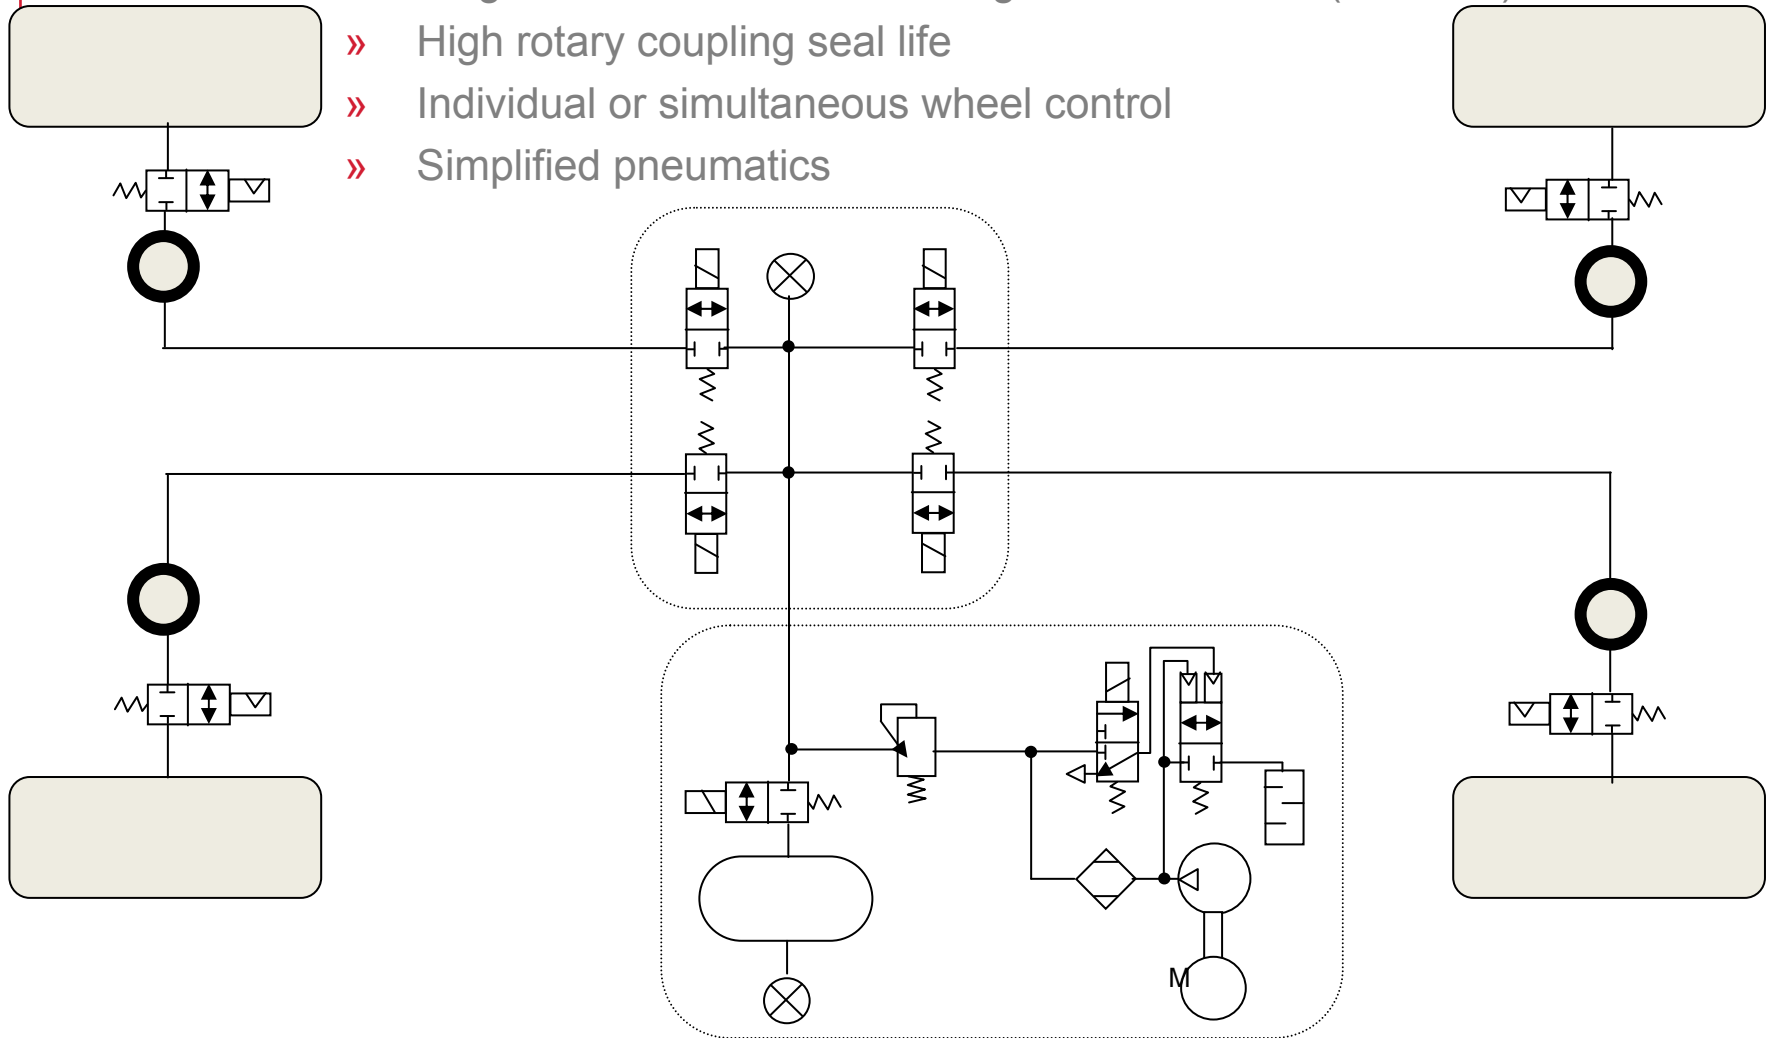 » High rotary coupling seal life
» Individual or simultaneous wheel control
» Simplified pneumatics
M